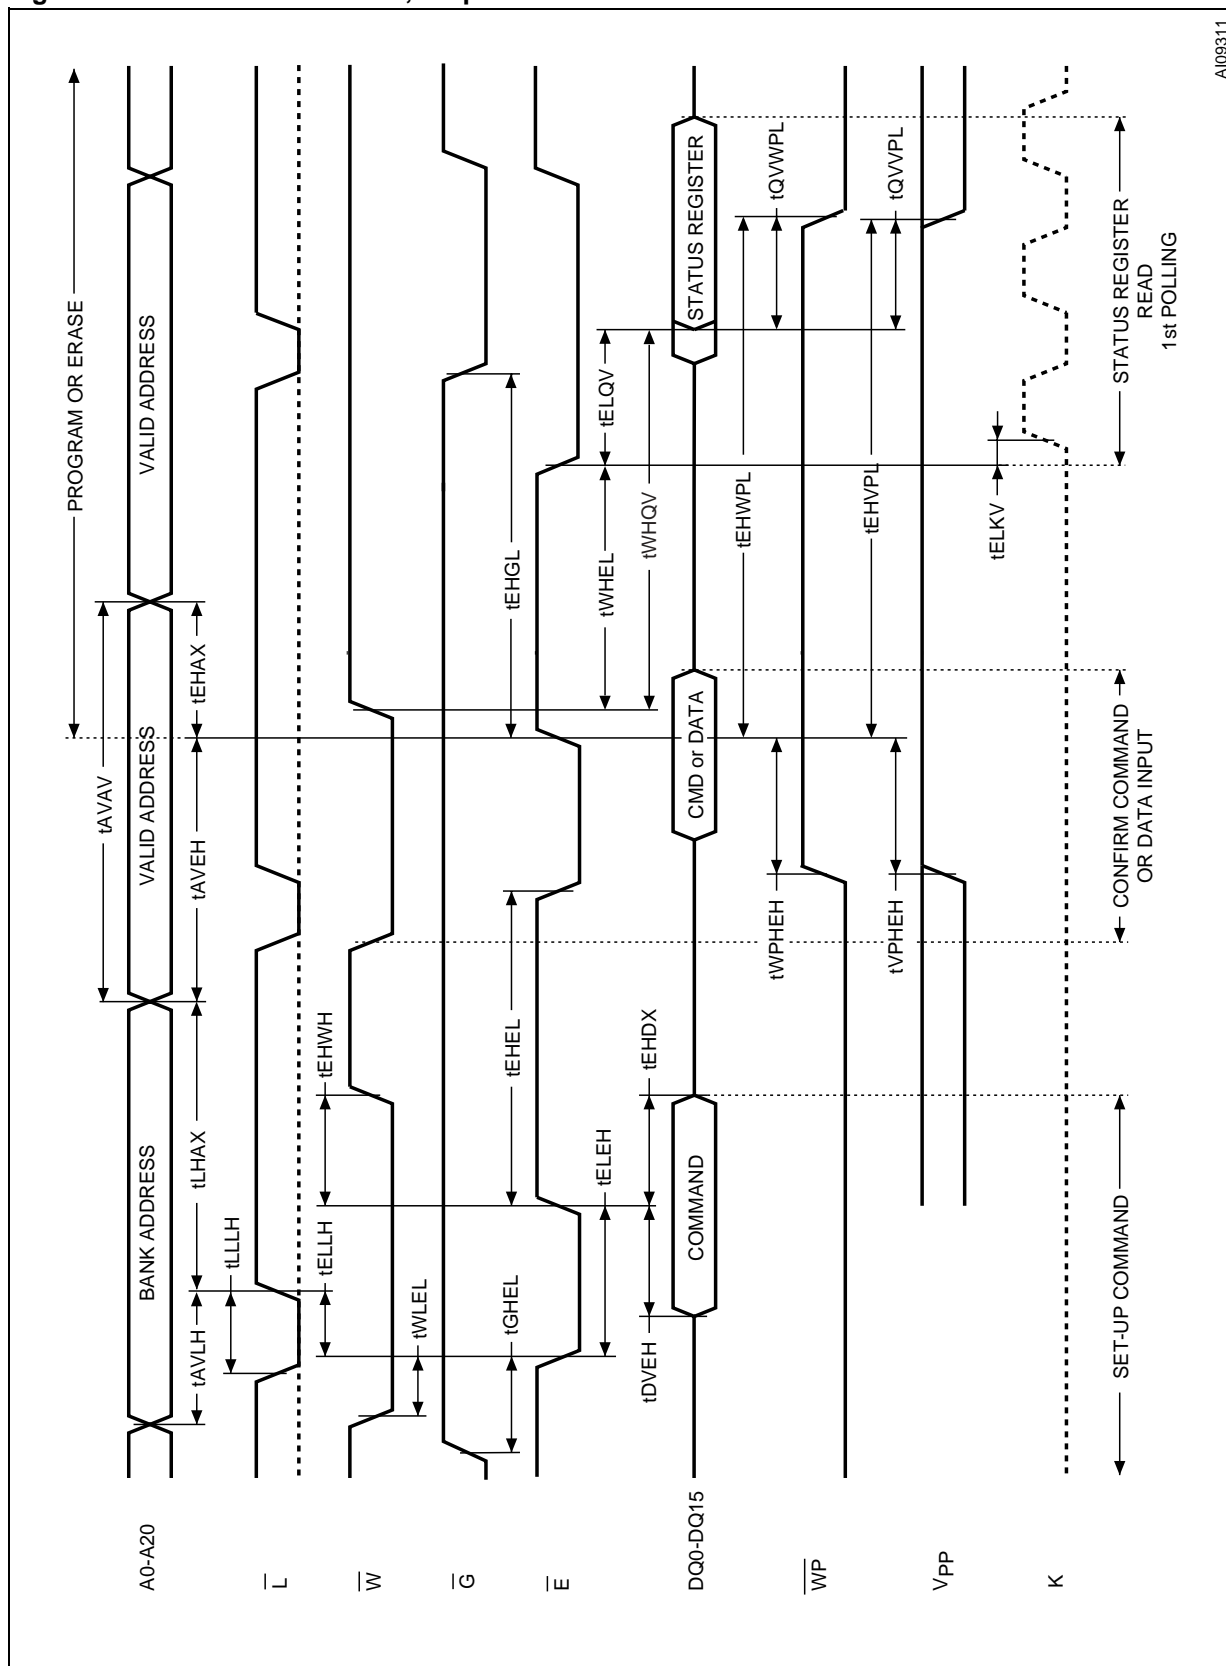 AI09311
PROGRAM OR ERASE
A0-A20
BANK ADDRESS
VALID ADDRESS
VALID ADDRESS
tAVAV
tAVLH
tLHAX
tAVEH
tEHAX
tLLLH
L
tELLH
tEHWH
W
tWLEL
G
tGHEL
tEHEL
tEHGL
E
tELEH
tWHEL
tELQV
tDVEH
tEHDX
tWHQV
DQ0-DQ15
COMMAND
CMD or DATA
STATUS REGISTER
tEHWPL
tWPHEH
tQVWPL
WP
tEHVPL
tVPHEH
tQVVPL
VPP
tELKV
K
SET-UP COMMAND
CONFIRM COMMAND
OR DATA INPUT
STATUS REGISTER
READ
1st POLLING